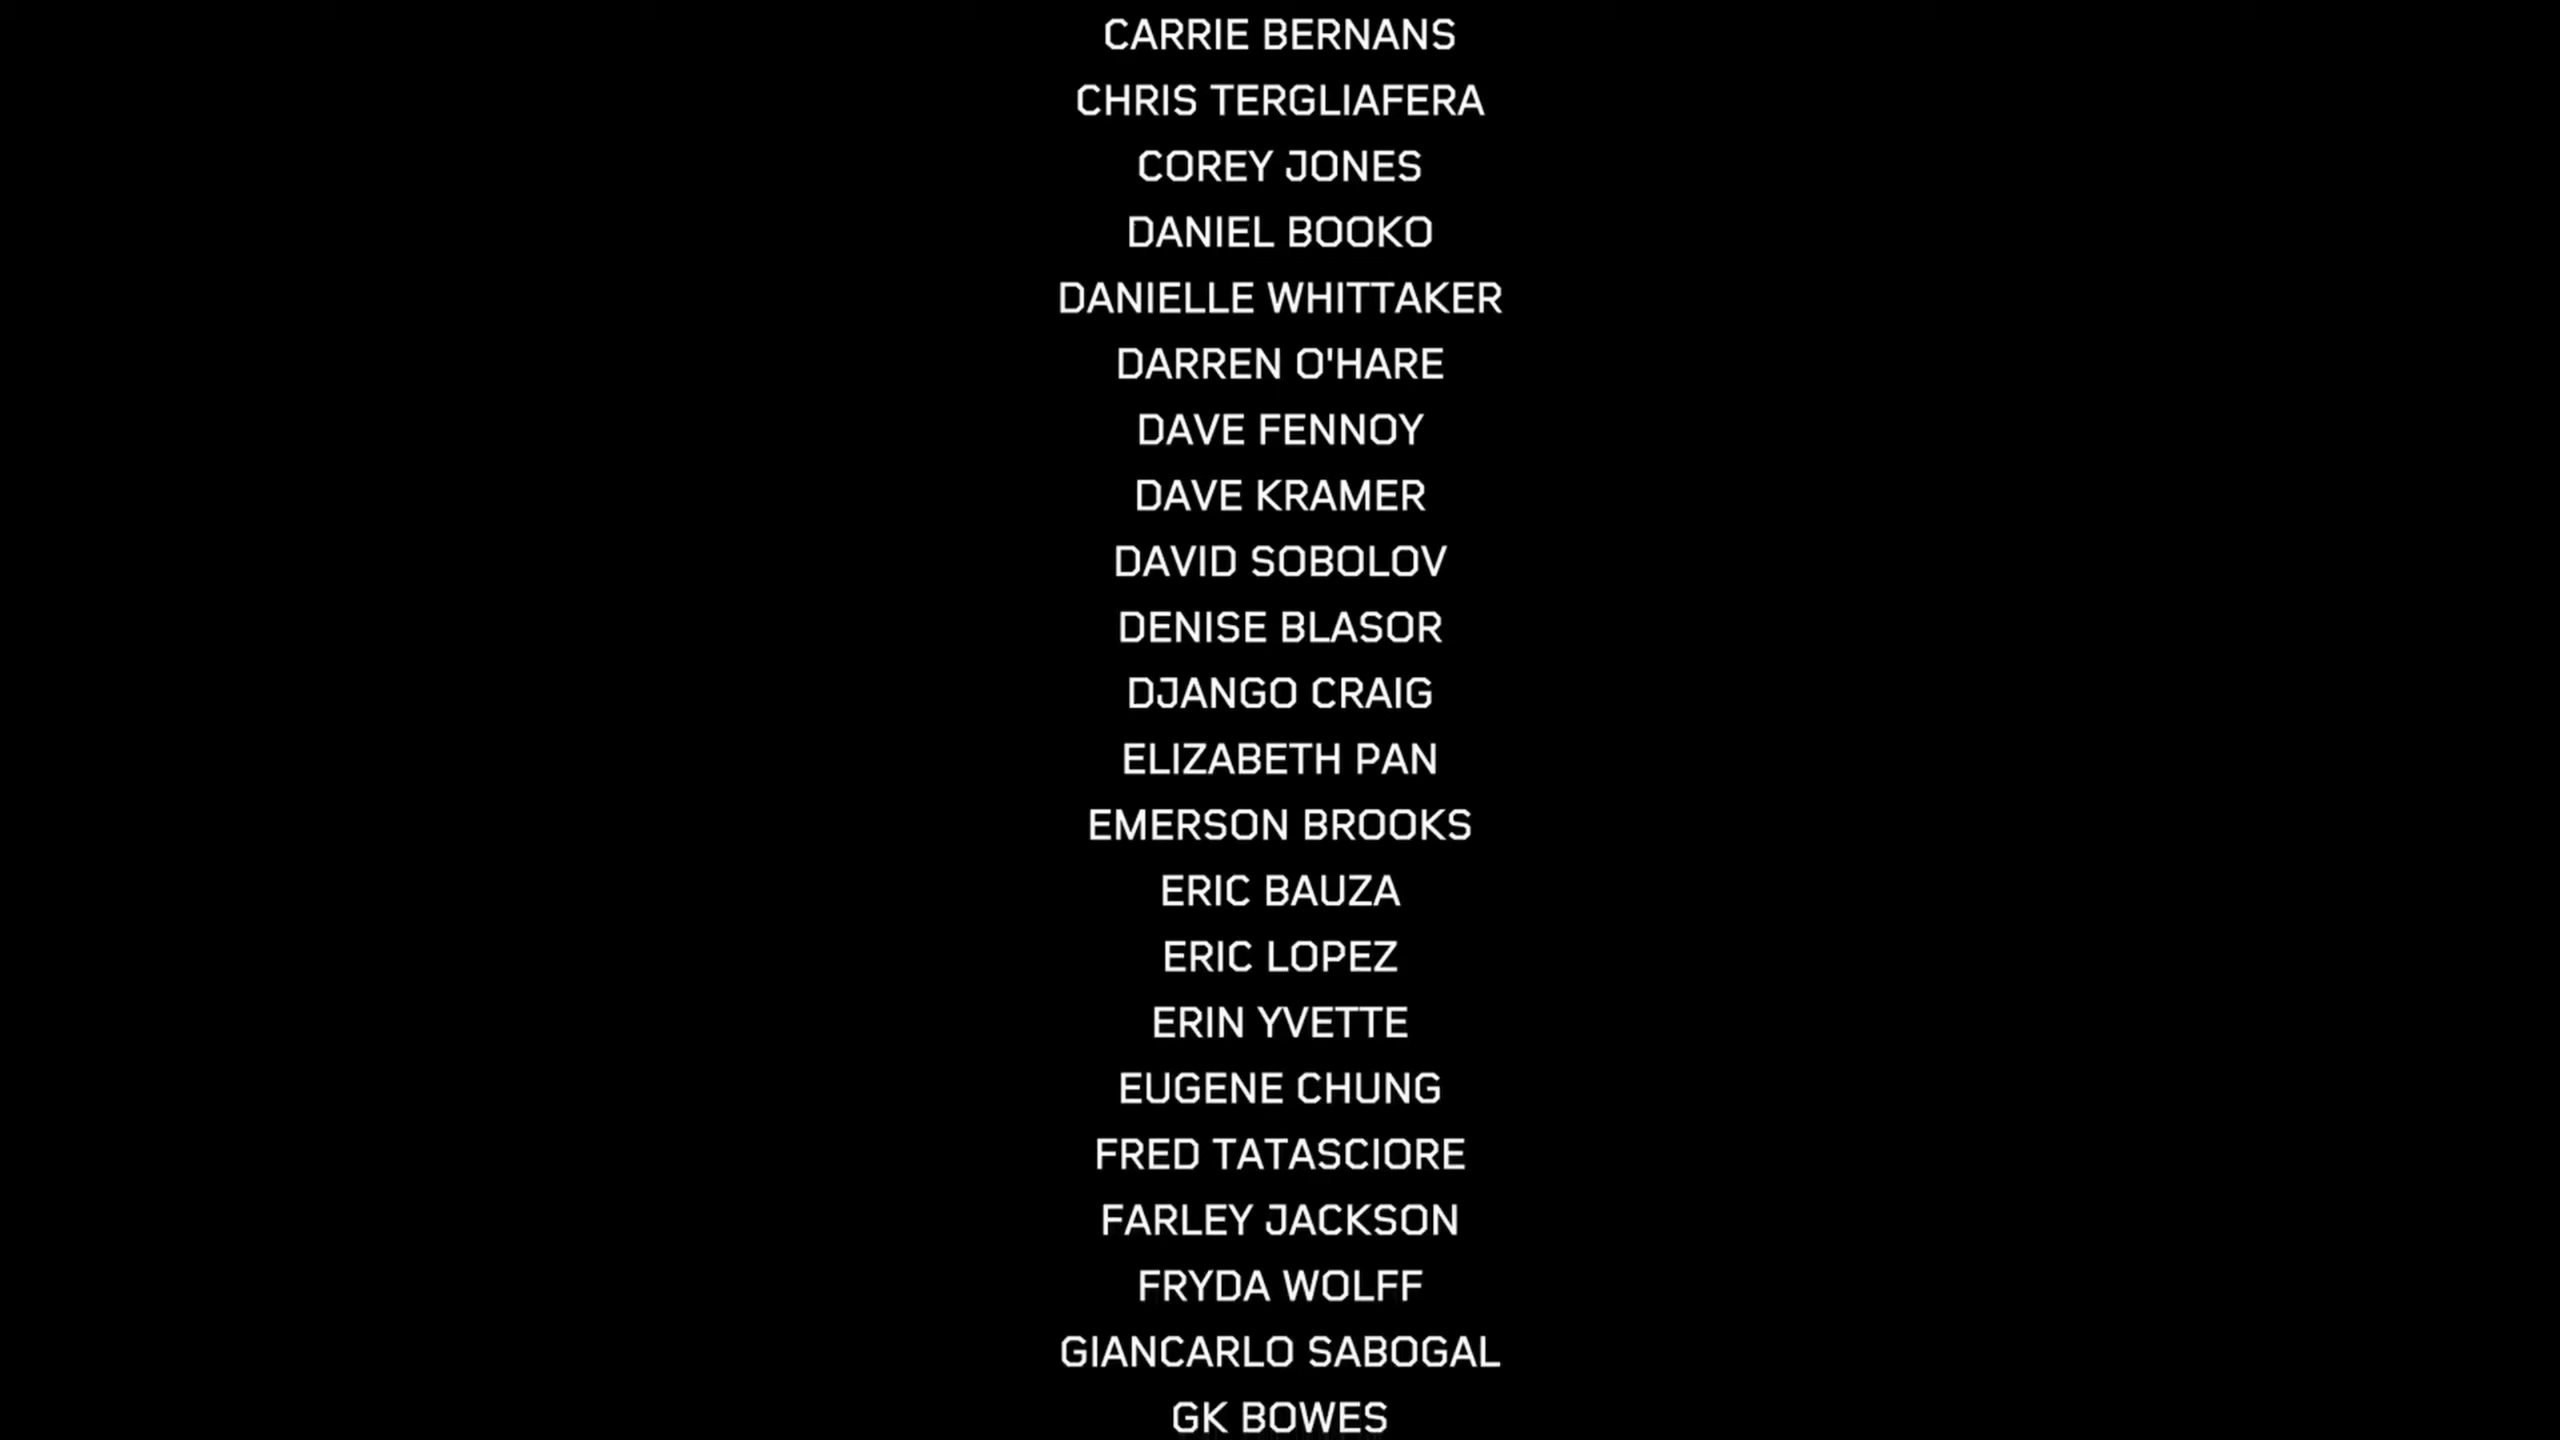 CARRIE BERNANS
CHRIS TERGLIAFERA
COREY JONES
DANIEL BOOKO
DANIELLE WHITTAKER
DARREN O'HARE
DAVE FENNOY
DAVE KRAMER
DAVID SOBOLOV
DENISE BLASOR
DJANGO CRAIG
ELIZABETH PAN
EMERSON BROOKS
ERIC BAUZA
ERIC LOPEZ
ERIN YVETTE
EUGENE CHUNG
FRED TATASCIORE
FARLEY JACKSON
FRYDA WOLFF
GIANCARLO SABOGAL
GK BOWES